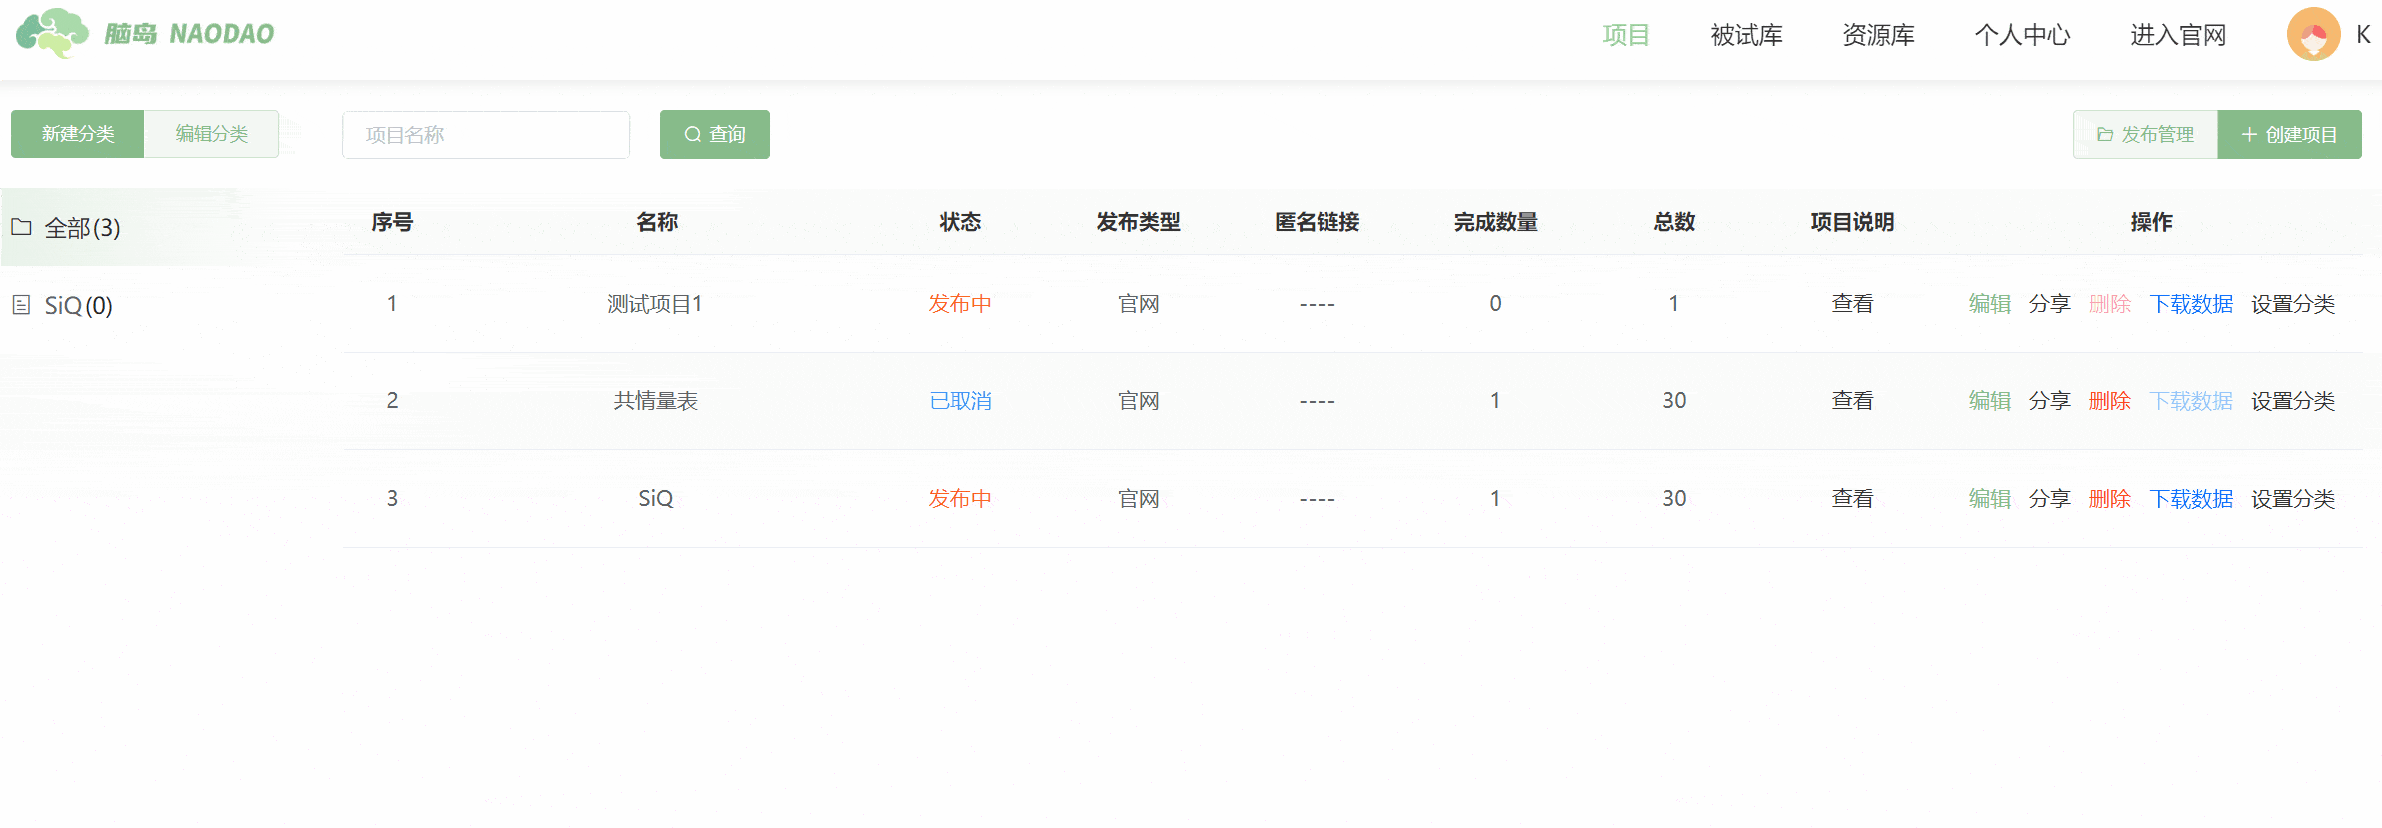 脑岛 NAODAO
项目 被试库 资源库 个人中心 进入官网 K
新建分类 编辑分类 项目名称 查询 发布管理 创建项目
全部(3)
SiQ(0)
序号 名称 状态 发布类型 匿名链接 完成数量 总数 项目说明 操作
1 测试项目1 发布中 官网 ---- 0 1 查看 编辑 分享 删除 下载数据 设置分类
2 共情量表 已取消 官网 ---- 1 30 查看 编辑 分享 删除 下载数据 设置分类
3 SiQ 发布中 官网 ---- 1 30 查看 编辑 分享 删除 下载数据 设置分类